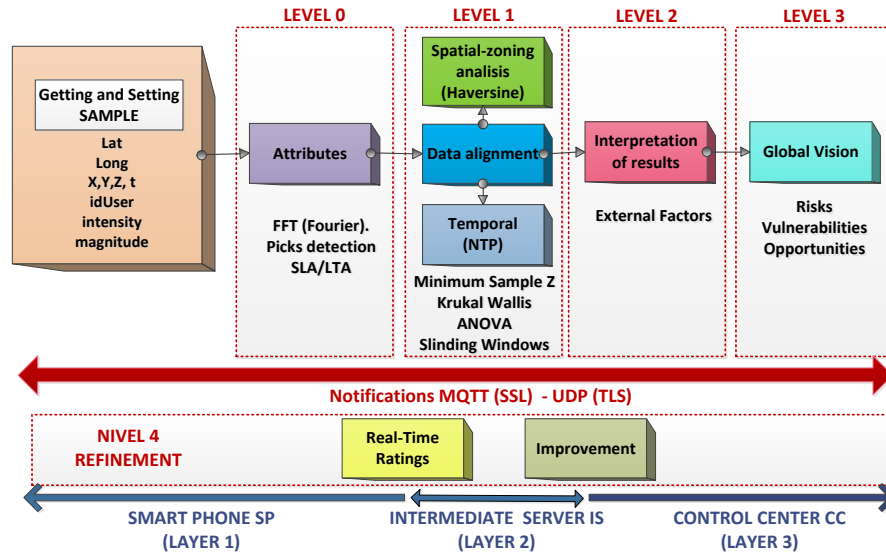 LEVEL 0
LEVEL 1
LEVEL 2
LEVEL 3
Getting and Setting
SAMPLE
Lat
Long
X,Y,Z, t
idUser
intensity
magnitude
Attributes
FFT (Fourier).
Picks detection
SLA/LTA
Spatial-zoning
analisis
(Haversine)
Data alignment
Temporal
(NTP)
Minimum Sample Z
Krukal Wallis
ANOVA
Slinding Windows
Interpretation
of results
External Factors
Global Vision
Risks
Vulnerabilities
Opportunities
Notifications MQTT (SSL) - UDP (TLS)
NIVEL 4
REFINEMENT
Real-Time
Ratings
Improvement
SMART PHONE SP
(LAYER 1)
INTERMEDIATE SERVER IS
(LAYER 2)
CONTROL CENTER CC
(LAYER 3)